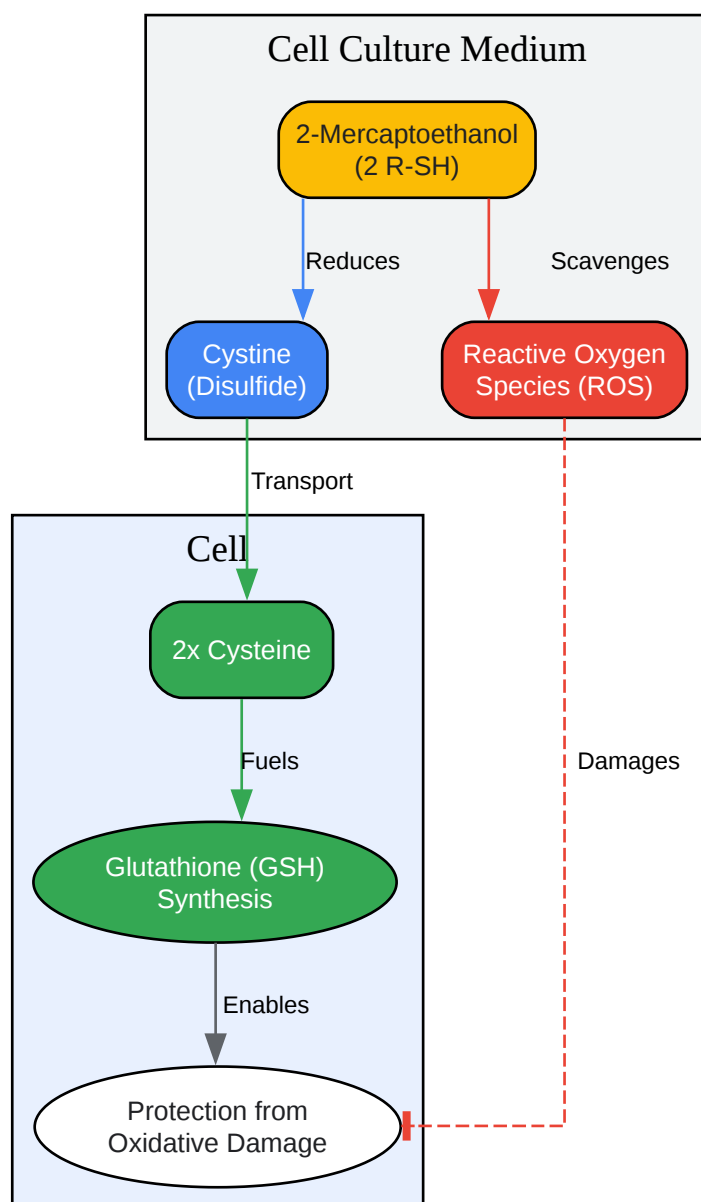 Cell Culture Medium
2-Mercaptoethanol
(2 R-SH)
Reduces
Scavenges
Cystine
(Disulfide)
Reactive Oxygen
Species (ROS)
Transport
Cell
2x Cysteine
Fuels
Damages
Glutathione (GSH)
Synthesis
Enables
Protection from
Oxidative Damage